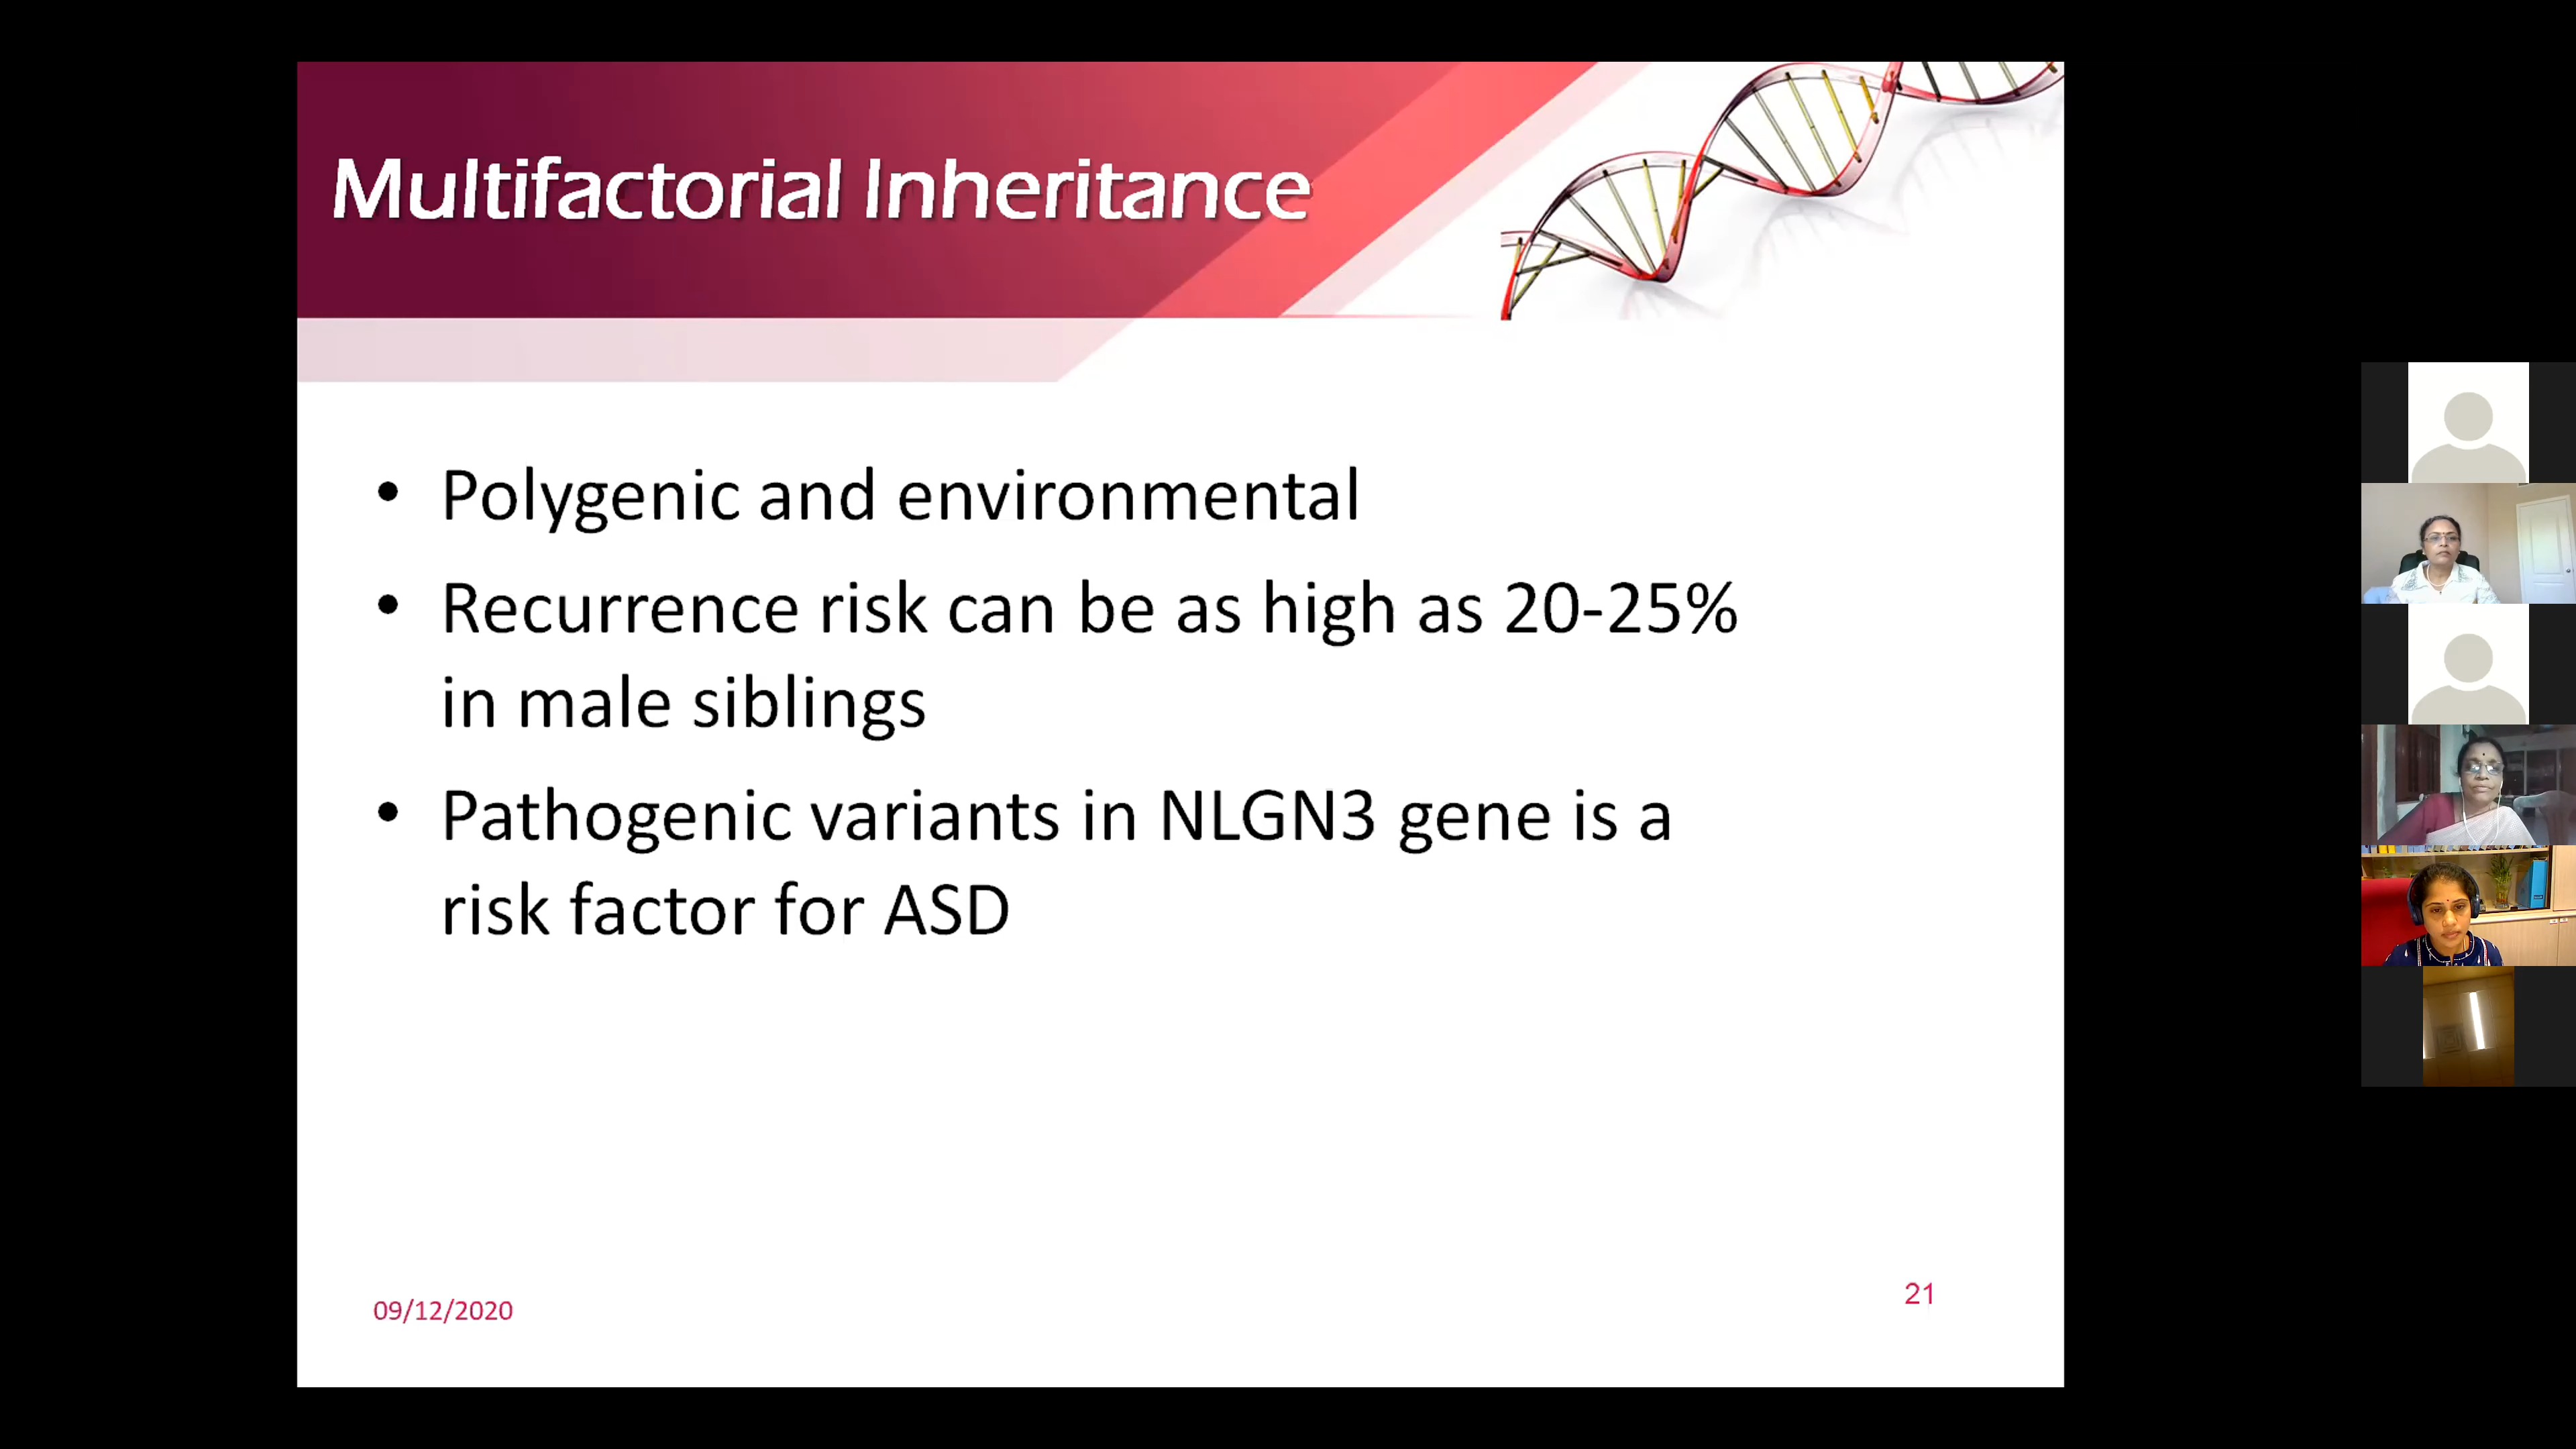 Multifactorial Inheritance
• Polygenic and environmental
• Recurrence risk can be as high as 20-25%
in male siblings
• Pathogenic variants in NLGN3 gene is a
risk factor for ASD
09/12/2020
21